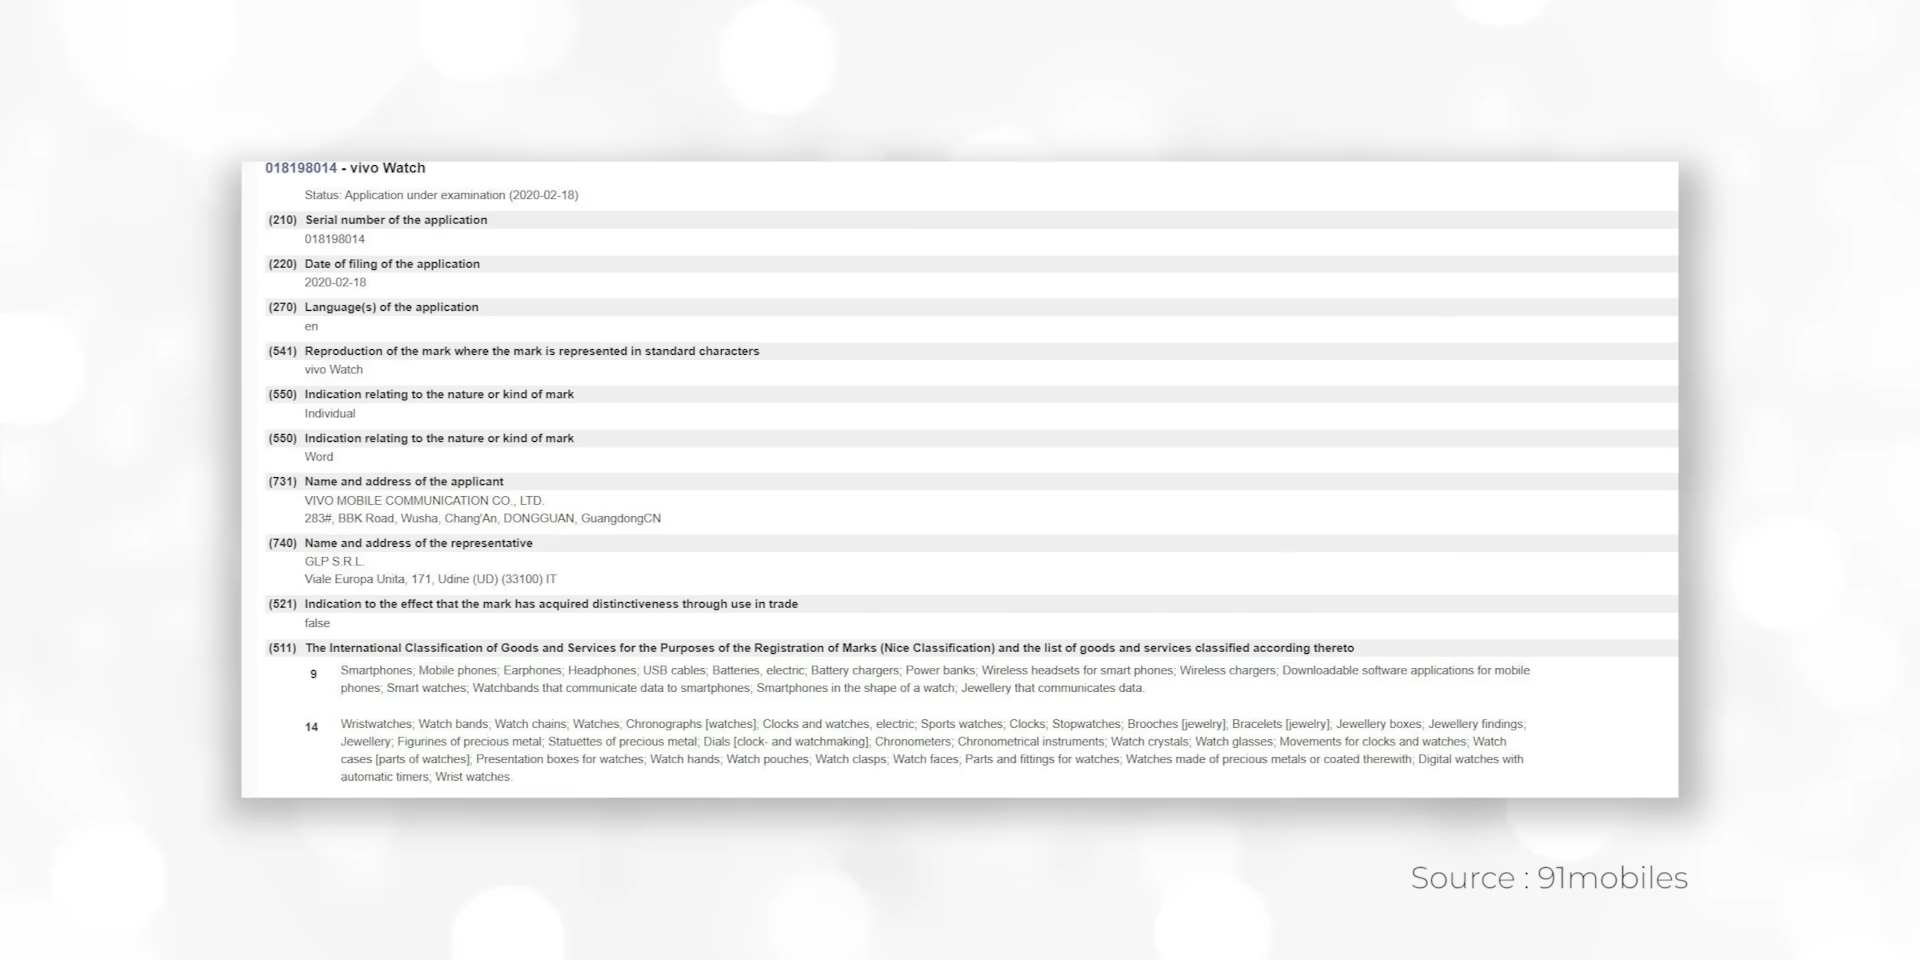 018198014 - vivo Watch
Status: Application under examination (2020-02-18)
(210) Serial number of the application
018198014
(220) Date of filing of the application
2020-02-18
(270) Language(s) of the application
en
(541) Reproduction of the mark where the mark is represented in standard characters
vivo Watch
(550) Indication relating to the nature or kind of mark
Individual
(550) Indication relating to the nature or kind of mark
Word
(731) Name and address of the applicant
VIVO MOBILE COMMUNICATION CO., LTD.
283#, BBK Road, Wusha, Chang'An, DONGGUAN, GuangdongCN
(740) Name and address of the representative
GLP S.R.L.
Viale Europa Unita, 171, Udine (UD) (33100) IT
(521) Indication to the effect that the mark has acquired distinctiveness through use in trade
false
(511) The International Classification of Goods and Services for the Purposes of the Registration of Marks (Nice Classification) and the list of goods and services classified according thereto
9 Smartphones; Mobile phones; Earphones; Headphones; USB cables; Batteries, electric; Battery chargers; Power banks; Wireless headsets for smart phones; Wireless chargers; Downloadable software applications for mobile
phones; Smart watches; Watchbands that communicate data to smartphones; Smartphones in the shape of a watch; Jewellery that communicates data.
14 Wristwatches; Watch bands; Watch chains; Watches; Chronographs [watches]; Clocks and watches, electric; Sports watches; Clocks; Stopwatches; Brooches [jewelry]; Bracelets [jewelry]; Jewellery boxes; Jewellery findings;
Jewellery; Figurines of precious metal; Statuettes of precious metal; Dials [clock- and watchmaking]; Chronometers; Chronometrical instruments; Watch crystals; Watch glasses; Movements for clocks and watches; Watch
cases [parts of watches]; Presentation boxes for watches; Watch hands; Watch pouches; Watch clasps; Watch faces; Parts and fittings for watches; Watches made of precious metals or coated therewith; Digital watches with
automatic timers; Wrist watches.
Source : 91mobiles